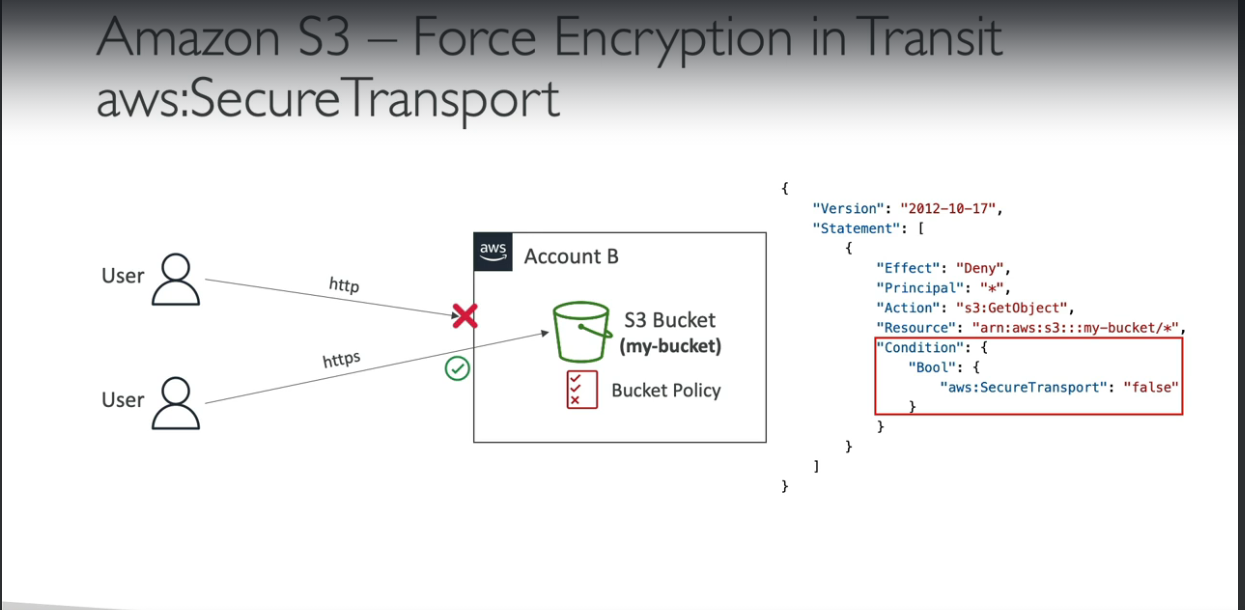 Amazon S3 – Force Encryption in Transit
aws:SecureTransport
User
http
https
User
aws
Account B
S3 Bucket
(my-bucket)
Bucket Policy
{
"Version": "2012-10-17",
"Statement": [
{
"Effect": "Deny",
"Principal": "*",
"Action": "s3:GetObject",
"Resource": "arn:aws:s3:::my-bucket/*",
"Condition": {
"Bool": {
"aws:SecureTransport": "false"
}
}
}
]
}